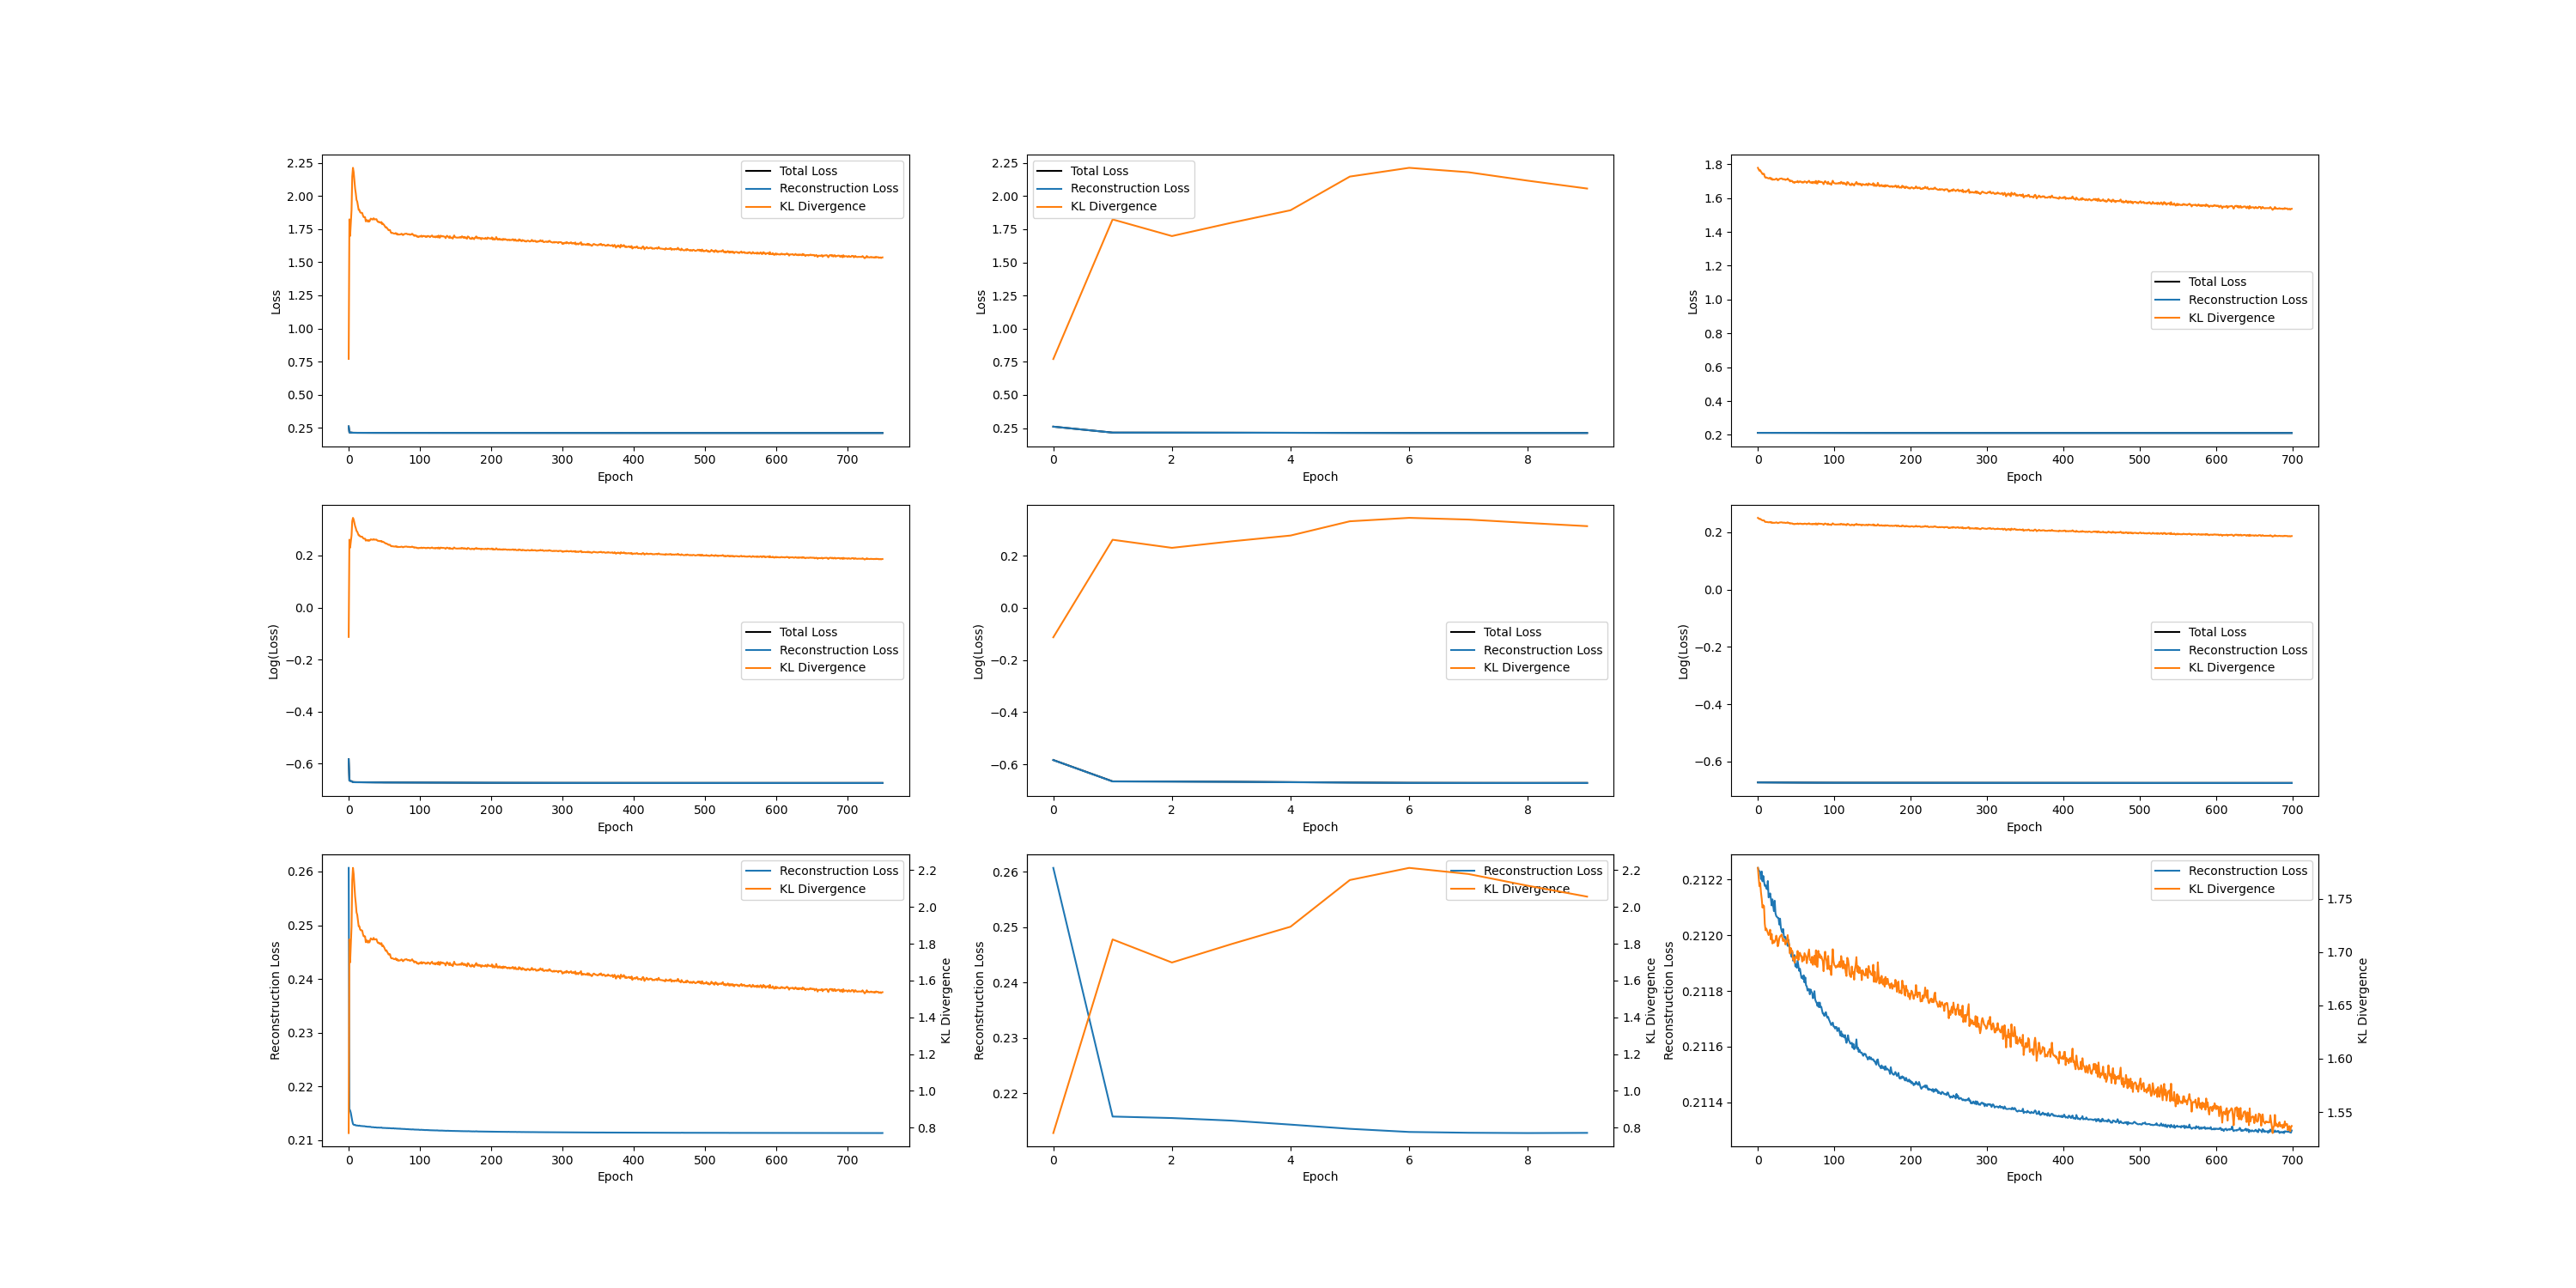 2.25
2.00
1.75
1.50
1.25
1.00
0.75
0.50
0.25
Loss
0 100 200 300 400 500 600 700
Epoch
Total Loss
Reconstruction Loss
KL Divergence
2.25
2.00
1.75
1.50
1.25
1.00
0.75
0.50
0.25
Loss
0 2 4 6 8
Epoch
Total Loss
Reconstruction Loss
KL Divergence
1.8
1.6
1.4
1.2
1.0
0.8
0.6
0.4
0.2
Loss
0 100 200 300 400 500 600 700
Epoch
Total Loss
Reconstruction Loss
KL Divergence
0.2
0.0
−0.2
−0.4
−0.6
Log(Loss)
0 100 200 300 400 500 600 700
Epoch
Total Loss
Reconstruction Loss
KL Divergence
0.2
0.0
−0.2
−0.4
−0.6
Log(Loss)
0 2 4 6 8
Epoch
Total Loss
Reconstruction Loss
KL Divergence
0.2
0.0
−0.2
−0.4
−0.6
Log(Loss)
0 100 200 300 400 500 600 700
Epoch
Total Loss
Reconstruction Loss
KL Divergence
0.26
0.25
0.24
0.23
0.22
0.21
Reconstruction Loss
0 100 200 300 400 500 600 700
Epoch
Reconstruction Loss
KL Divergence
2.2
2.0
1.8
1.6
1.4
1.2
1.0
0.8
KL Divergence
0.26
0.25
0.24
0.23
0.22
Reconstruction Loss
0 2 4 6 8
Epoch
Reconstruction Loss
KL Divergence
2.2
2.0
1.8
1.6
1.4
1.2
1.0
0.8
KL Divergence
0.2122
0.2120
0.2118
0.2116
0.2114
Reconstruction Loss
0 100 200 300 400 500 600 700
Epoch
Reconstruction Loss
KL Divergence
1.75
1.70
1.65
1.60
1.55
KL Divergence